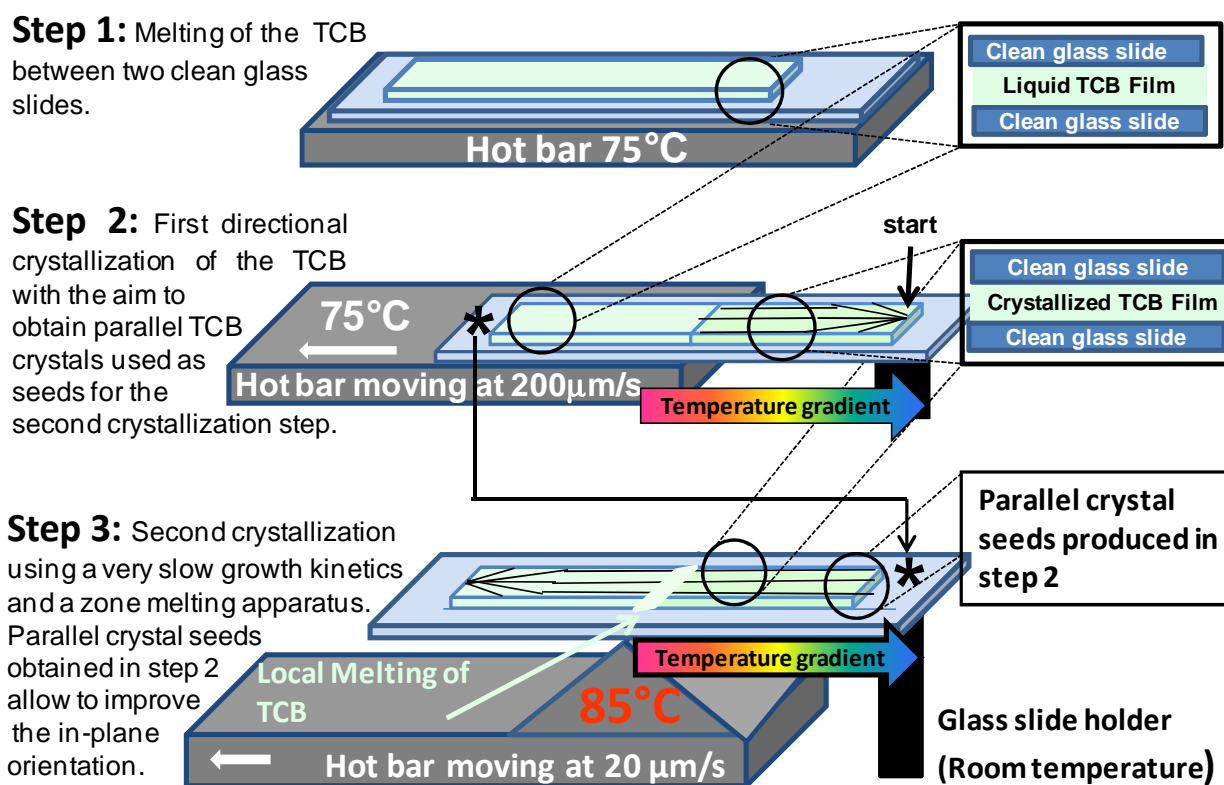 Step 1: Melting of the TCB
between two clean glass
slides.
Hot bar 75°C
Clean glass slide
Liquid TCB Film
Clean glass slide
Step 2: First directional
crystallization of the TCB
with the aim to
obtain parallel TCB
crystals used as
seeds for the
second crystallization step.
start
75°C
*
Hot bar moving at 200µm/s
Temperature gradient
Clean glass slide
Crystallized TCB Film
Clean glass slide
Step 3: Second crystallization
using a very slow growth kinetics
and a zone melting apparatus.
Parallel crystal seeds
obtained in step 2
allow to improve
the in-plane
orientation.
*
Parallel crystal
seeds produced in
step 2
Temperature gradient
Local Melting of
TCB
85°C
Hot bar moving at 20 µm/s
Glass slide holder
(Room temperature)